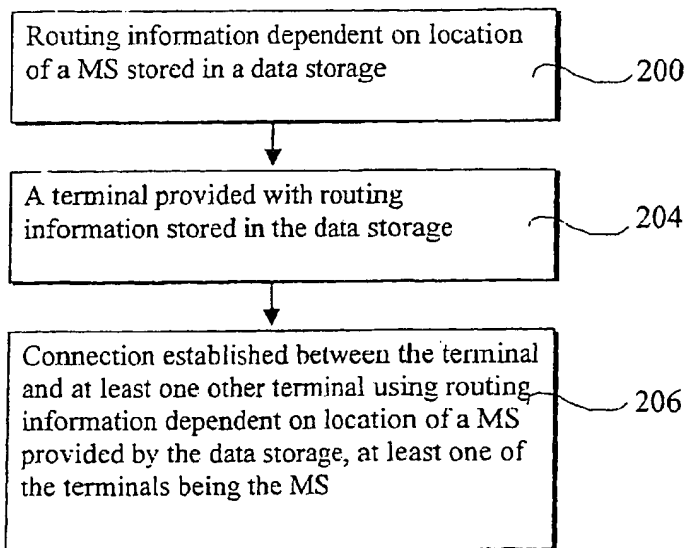 Routing information dependent on location
of a MS stored in a data storage
200
A terminal provided with routing
information stored in the data storage
204
Connection established between the terminal
and at least one other terminal using routing
information dependent on location of a MS
provided by the data storage, at least one of
the terminals being the MS
206